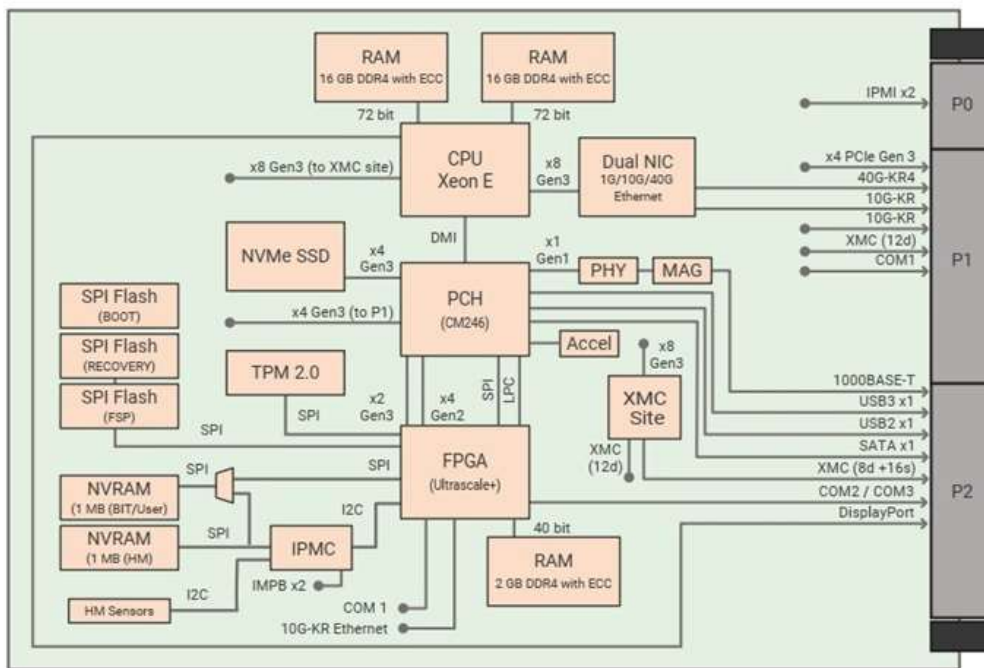 RAM
16 GB DDR4 with ECC
RAM
16 GB DDR4 with ECC
72 bit
72 bit
IPMI x2
P0
CPU
Xeon E
x8 Gen3 (to XMC site)
x8
Gen3
Dual NIC
1G/10G/40G
Ethernet
x4 PCIe Gen 3
40G-KR4
10G-KR
10G-KR
XMC (12d)
COM1
P1
DMI
NVMe SSD
x4
Gen3
x1
Gen1
PHY
MAG
PCH
(CM246)
SPI Flash
(BOOT)
x4 Gen3 (to P1)
Accel
SPI Flash
(RECOVERY)
TPM 2.0
x8
Gen3
SPI
LPC
1000BASE-T
SPI Flash
(FSP)
x2
Gen3
x4
Gen2
XMC
Site
USB3 x1
SPI
USB2 x1
SPI
SATA x1
XMC
(12d)
FPGA
(Ultrascale+)
SPI
SPI
XMC (8d +16s)
P2
NVRAM
(1 MB (BIT/User)
COM2 / COM3
I2C
DisplayPort
NVRAM
(1 MB (HM)
SPI
IPMC
40 bit
RAM
2 GB DDR4 with ECC
IMPB x2
I2C
HM Sensors
COM 1
10G-KR Ethernet